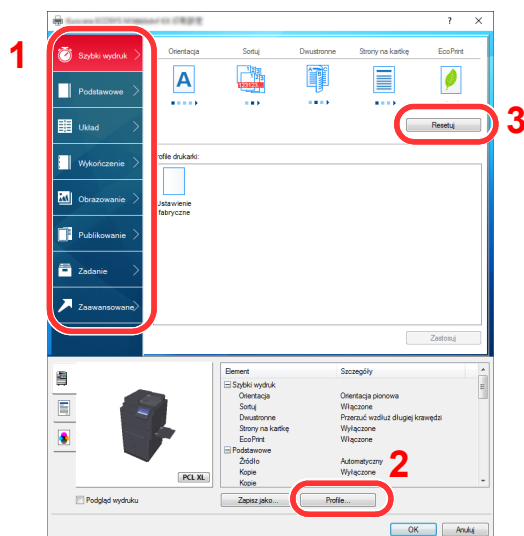 ? ×
1
Szybki wydruk >
Podstawowe >
Układ >
Wykończenie >
Obrazowanie >
Publikowanie >
Zadanie >
Zaawansowane>
Orientacja Sortuj Dwustronne Strony na kartkę EcoPrint
A
Resetuj
3
rofile drukarki:
Ustawienie
fabryczne
Zastosuj
Element Szczegóły
Szybki wydruk
Orientacja Orientacja pionowa
Sortuj Włączone
Dwustronne Przerzuć wzdłuż długiej krawędzi
Strony na kartkę Wyłączone
EcoPrint Włączone
Podstawowe
Źródło Automatyczny
Kopie Wyłączone
Kopie
2
PCL XL
Podgląd wydruku
Zapisz jako... Profile...
OK Anuluj